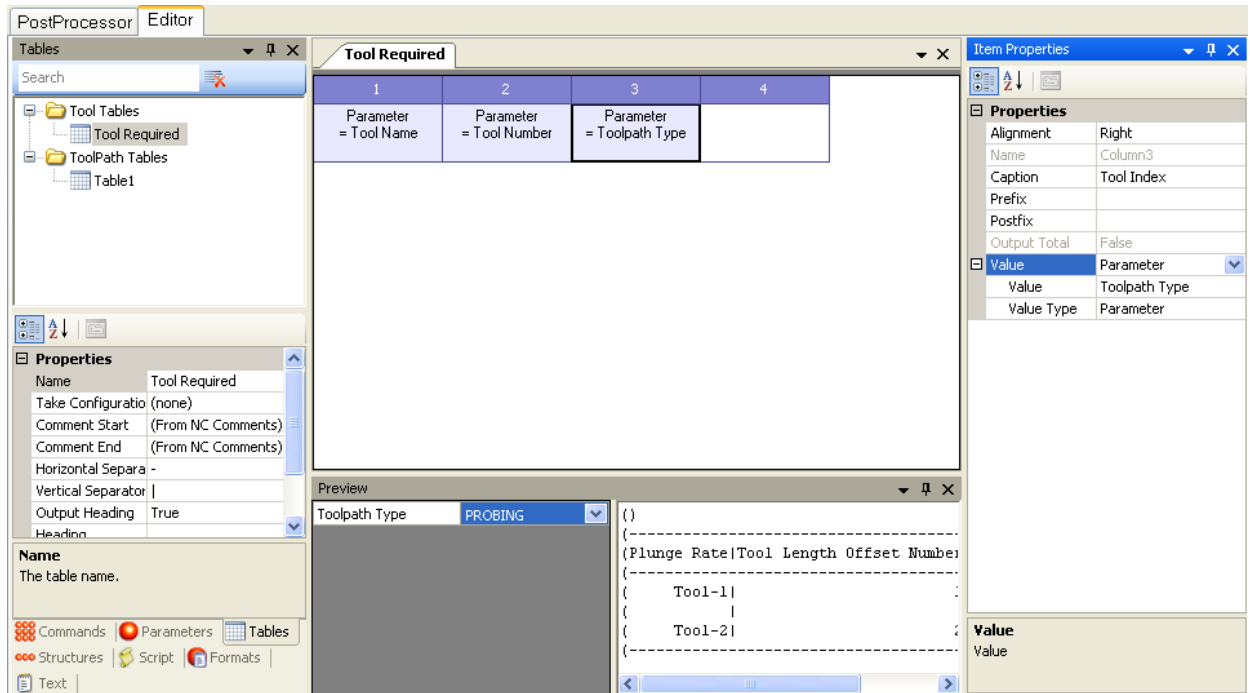 PostProcessor
Editor
Tables
Search
Tool Tables
Tool Required
ToolPath Tables
Table1
Properties
Name Tool Required
Take Configuratio (none)
Comment Start (From NC Comments)
Comment End (From NC Comments)
Horizontal Separa -
Vertical Separator |
Output Heading True
Heading
Name
The table name.
Commands
Parameters
Tables
Structures
Script
Formats
Text
Tool Required
1 2 3 4
Parameter
= Tool Name
Parameter
= Tool Number
Parameter
= Toolpath Type
Preview
Toolpath Type PROBING
()
(-----------------------------------
(Plunge Rate|Tool Length Offset Number
(-----------------------------------
( Tool-1|
( |
( Tool-2| 2
(-----------------------------------
Item Properties
Properties
Alignment Right
Name Column3
Caption Tool Index
Prefix
Postfix
Output Total False
Value Parameter
Value Toolpath Type
Value Type Parameter
Value
Value